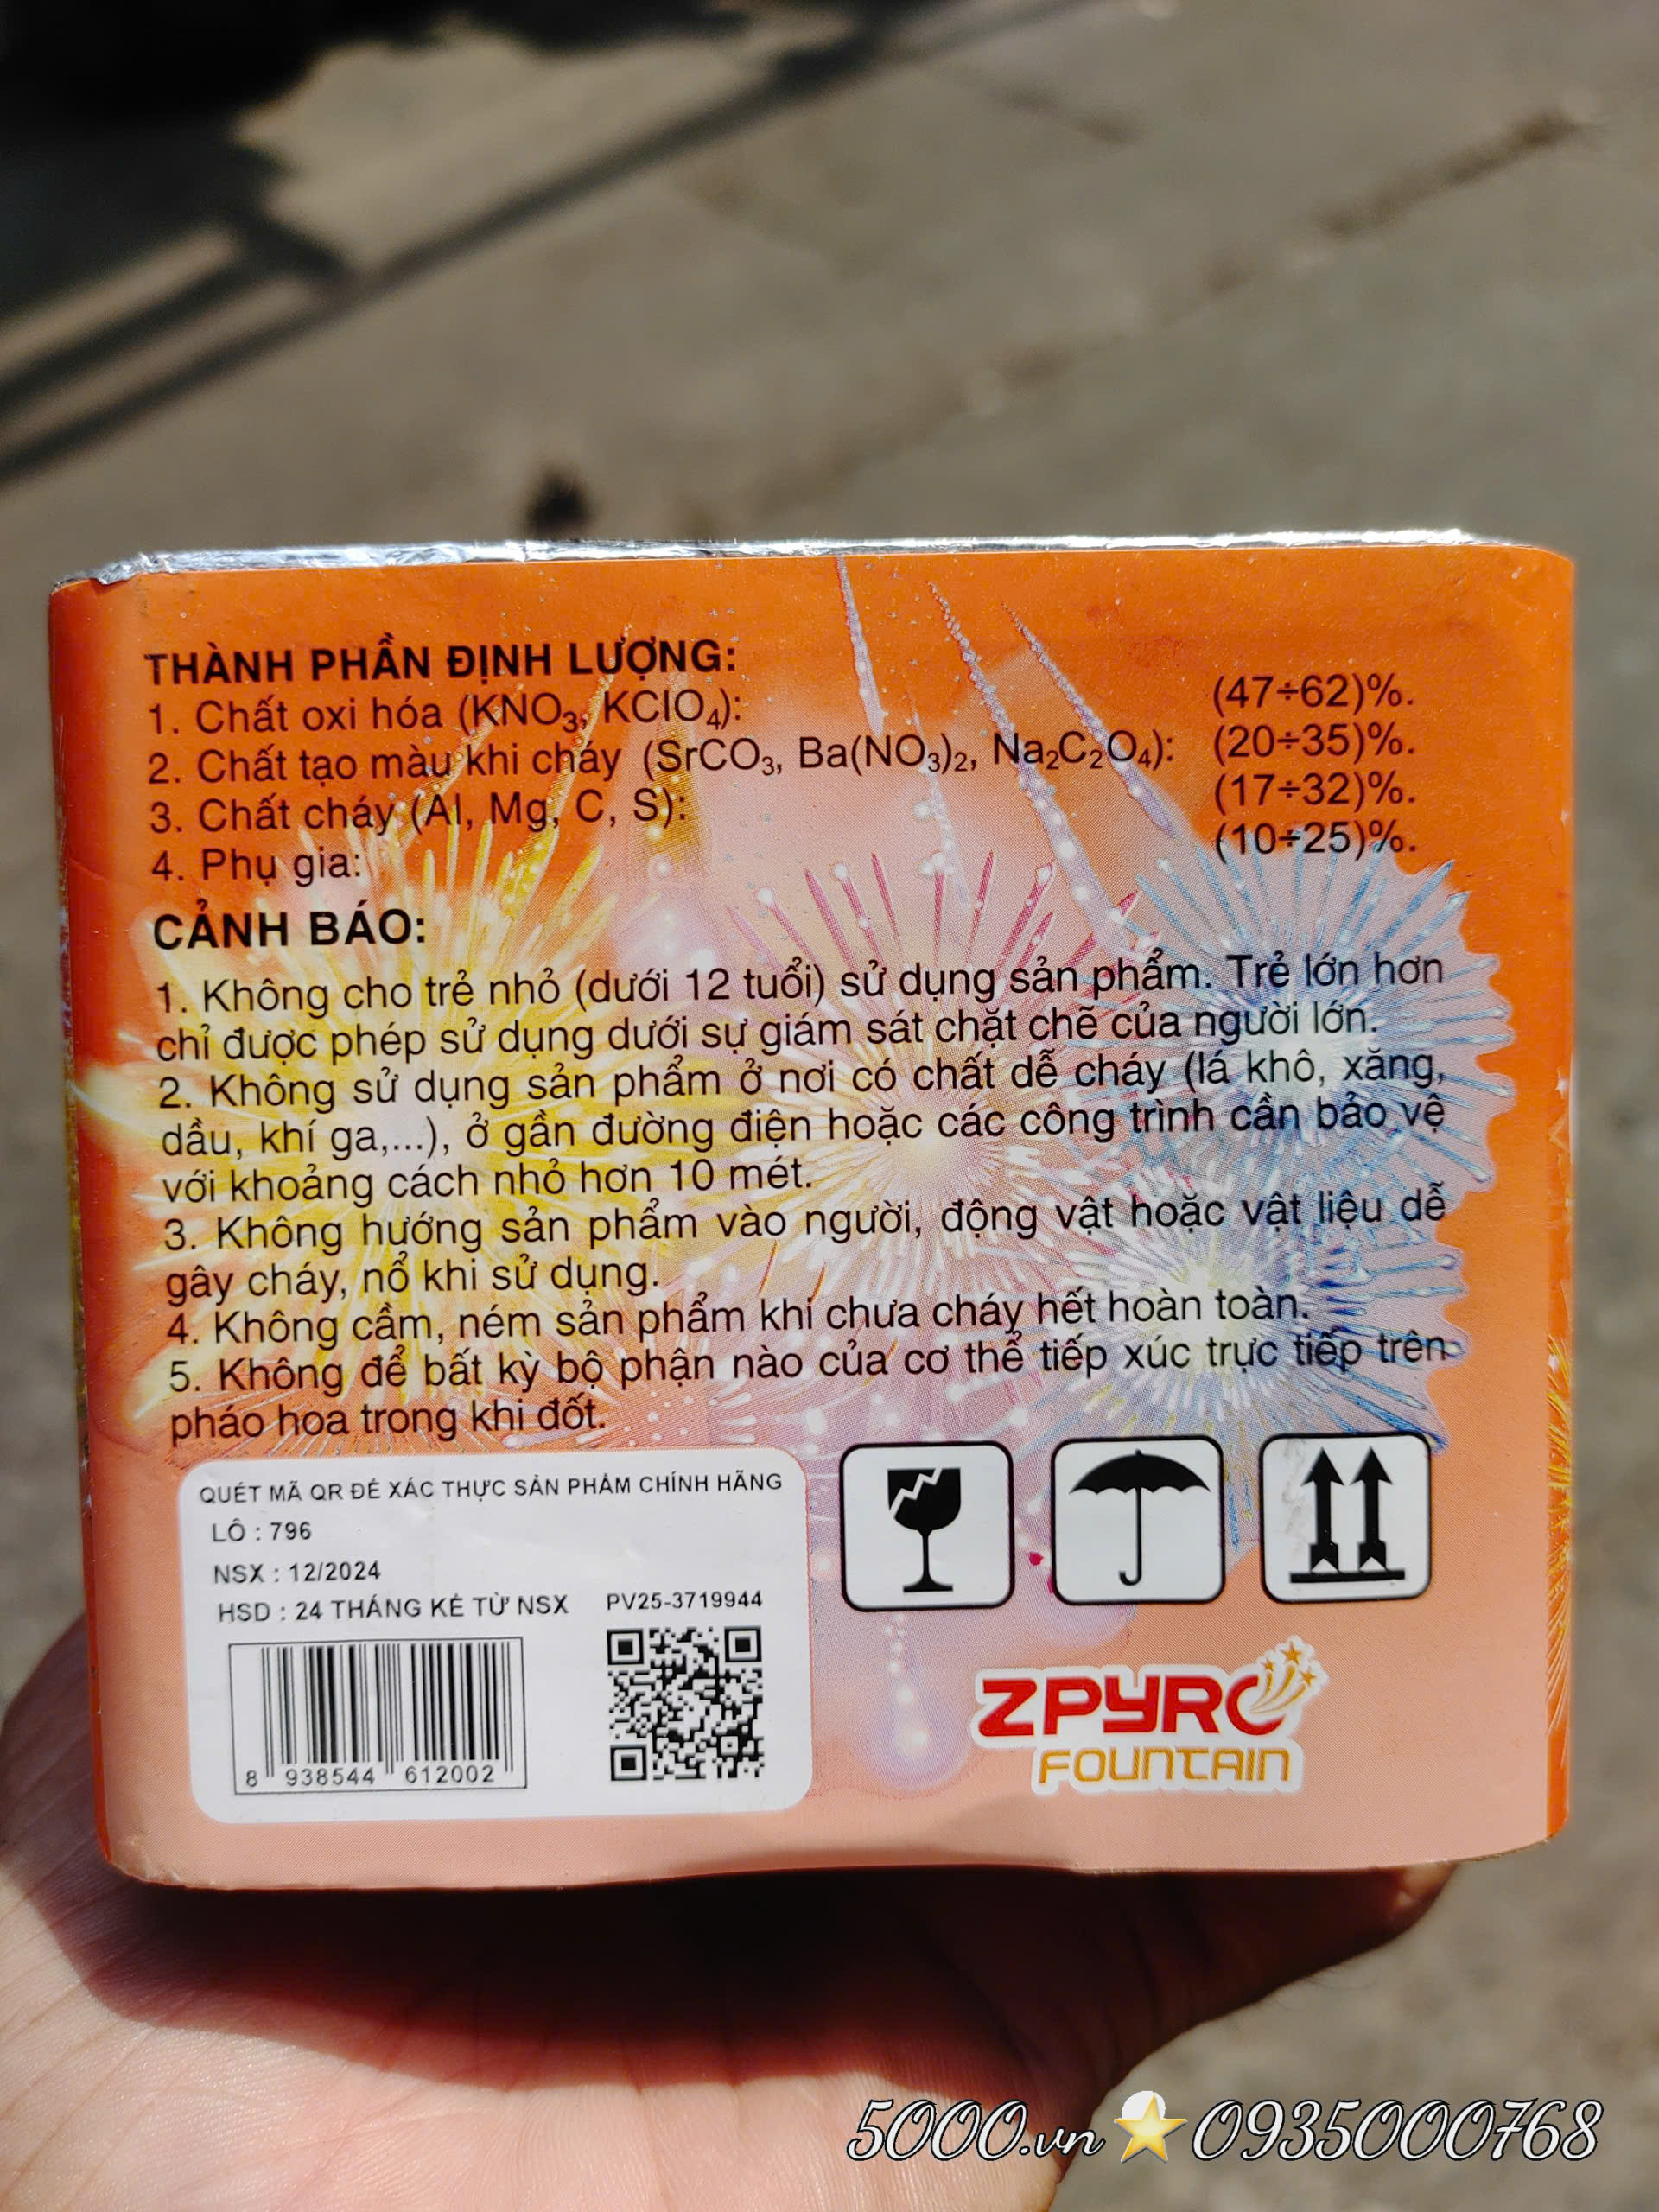 THÀNH PHẦN ĐỊNH LƯỢNG:
1. Chất oxi hóa (KNO₃, KClO₄): (47÷62)%.
2. Chất tạo màu khi cháy (SrCO₃, Ba(NO₃)₂, Na₂C₂O₄): (20÷35)%.
3. Chất cháy (Al, Mg, C, S): (17÷32)%.
4. Phụ gia: (10÷25)%.
CẢNH BÁO:
1. Không cho trẻ nhỏ (dưới 12 tuổi) sử dụng sản phẩm. Trẻ lớn hơn
chỉ được phép sử dụng dưới sự giám sát chặt chẽ của người lớn.
2. Không sử dụng sản phẩm ở nơi có chất dễ cháy (lá khô, xăng,
dầu, khí ga,...), ở gần đường điện hoặc các công trình cần bảo vệ
với khoảng cách nhỏ hơn 10 mét.
3. Không hướng sản phẩm vào người, động vật hoặc vật liệu dễ
gây cháy, nổ khi sử dụng.
4. Không cầm, ném sản phẩm khi chưa cháy hết hoàn toàn.
5. Không để bất kỳ bộ phận nào của cơ thể tiếp xúc trực tiếp trên
pháo hoa trong khi đốt.
QUÉT MÃ QR ĐỂ XÁC THỰC SẢN PHẨM CHÍNH HÃNG
LÔ : 796
NSX : 12/2024
HSD : 24 THÁNG KỂ TỪ NSX PV25-3719944
8 938544 612002
ZPYRO
FOUNTAIN
5000.vn 0935000768